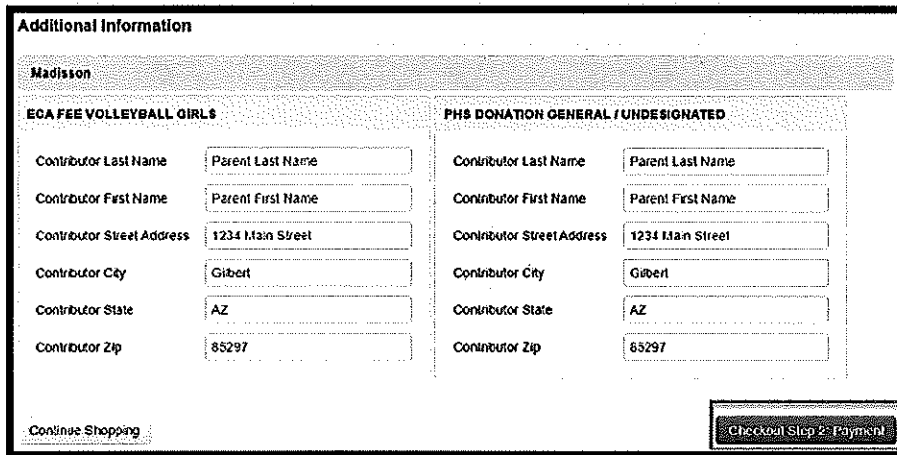 Additional Information
Madisson
ECA FEE VOLLEYBALL GIRLS
Contributor Last Name Parent Last Name
Contributor First Name Parent First Name
Contributor Street Address 1234 Main Street
Contributor City Gilbert
Contributor State AZ
Contributor Zip 85297
PHS DONATION GENERAL / UNDESIGNATED
Contributor Last Name Parent Last Name
Contributor First Name Parent First Name
Contributor Street Address 1234 Main Street
Contributor City Gilbert
Contributor State AZ
Contributor Zip 85297
Continue Shopping
Checkout Step 2: Payment